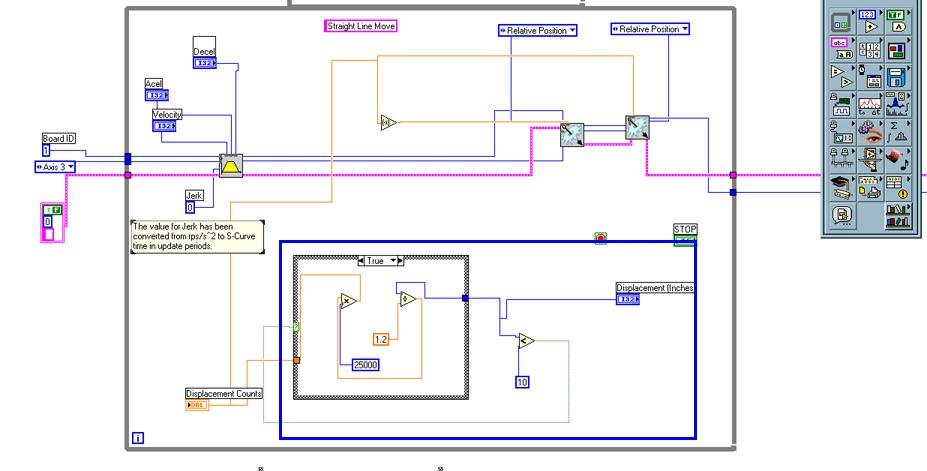 Straight Line Move
Relative Position
Relative Position
Decel
I32
Acel
I32
Velocity
I32
Board ID
1
Axis 3
Jerk
0
T F
0
The value for Jerk has been
converted from rps/s^2 to S-Curve
time in update periods.
STOP
True
Displacement (Inches
I32
x
÷
1.2
25000
<
10
?
Displacement Counts
DBL
i
123
T F
abc
a A